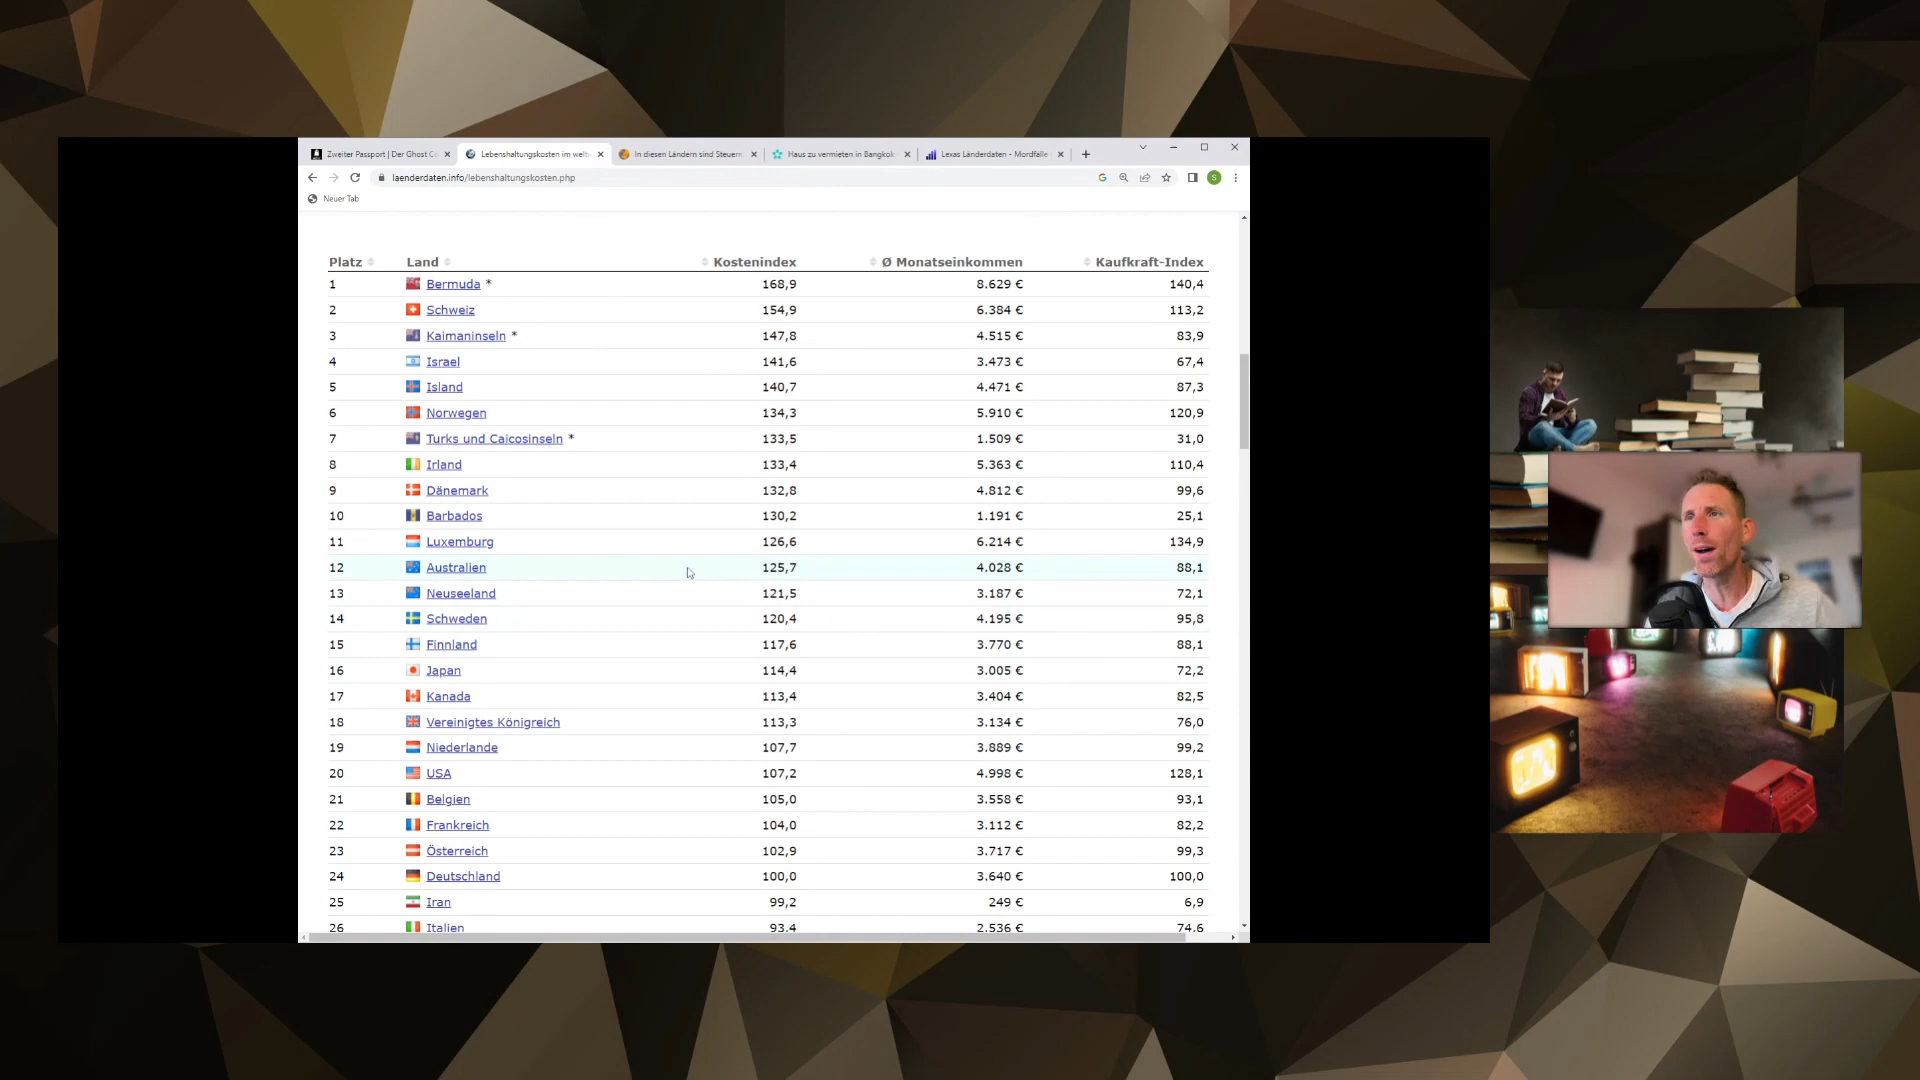 Zweiter Passport | Der Ghost Co
Lebenshaltungskosten im weltw
In diesen Ländern sind Steuern
Haus zu vermieten in Bangkok
Lexas Länderdaten - Mordfälle
laenderdaten.info/lebenshaltungskosten.php
S
Neuer Tab
Platz Land Kostenindex Ø Monatseinkommen Kaufkraft-Index
1 Bermuda * 168,9 8.629 € 140,4
2 Schweiz 154,9 6.384 € 113,2
3 Kaimaninseln * 147,8 4.515 € 83,9
4 Israel 141,6 3.473 € 67,4
5 Island 140,7 4.471 € 87,3
6 Norwegen 134,3 5.910 € 120,9
7 Turks und Caicosinseln * 133,5 1.509 € 31,0
8 Irland 133,4 5.363 € 110,4
9 Dänemark 132,8 4.812 € 99,6
10 Barbados 130,2 1.191 € 25,1
11 Luxemburg 126,6 6.214 € 134,9
12 Australien 125,7 4.028 € 88,1
13 Neuseeland 121,5 3.187 € 72,1
14 Schweden 120,4 4.195 € 95,8
15 Finnland 117,6 3.770 € 88,1
16 Japan 114,4 3.005 € 72,2
17 Kanada 113,4 3.404 € 82,5
18 Vereinigtes Königreich 113,3 3.134 € 76,0
19 Niederlande 107,7 3.889 € 99,2
20 USA 107,2 4.998 € 128,1
21 Belgien 105,0 3.558 € 93,1
22 Frankreich 104,0 3.112 € 82,2
23 Österreich 102,9 3.717 € 99,3
24 Deutschland 100,0 3.640 € 100,0
25 Iran 99,2 249 € 6,9
26 Italien 93,4 2.536 € 74,6